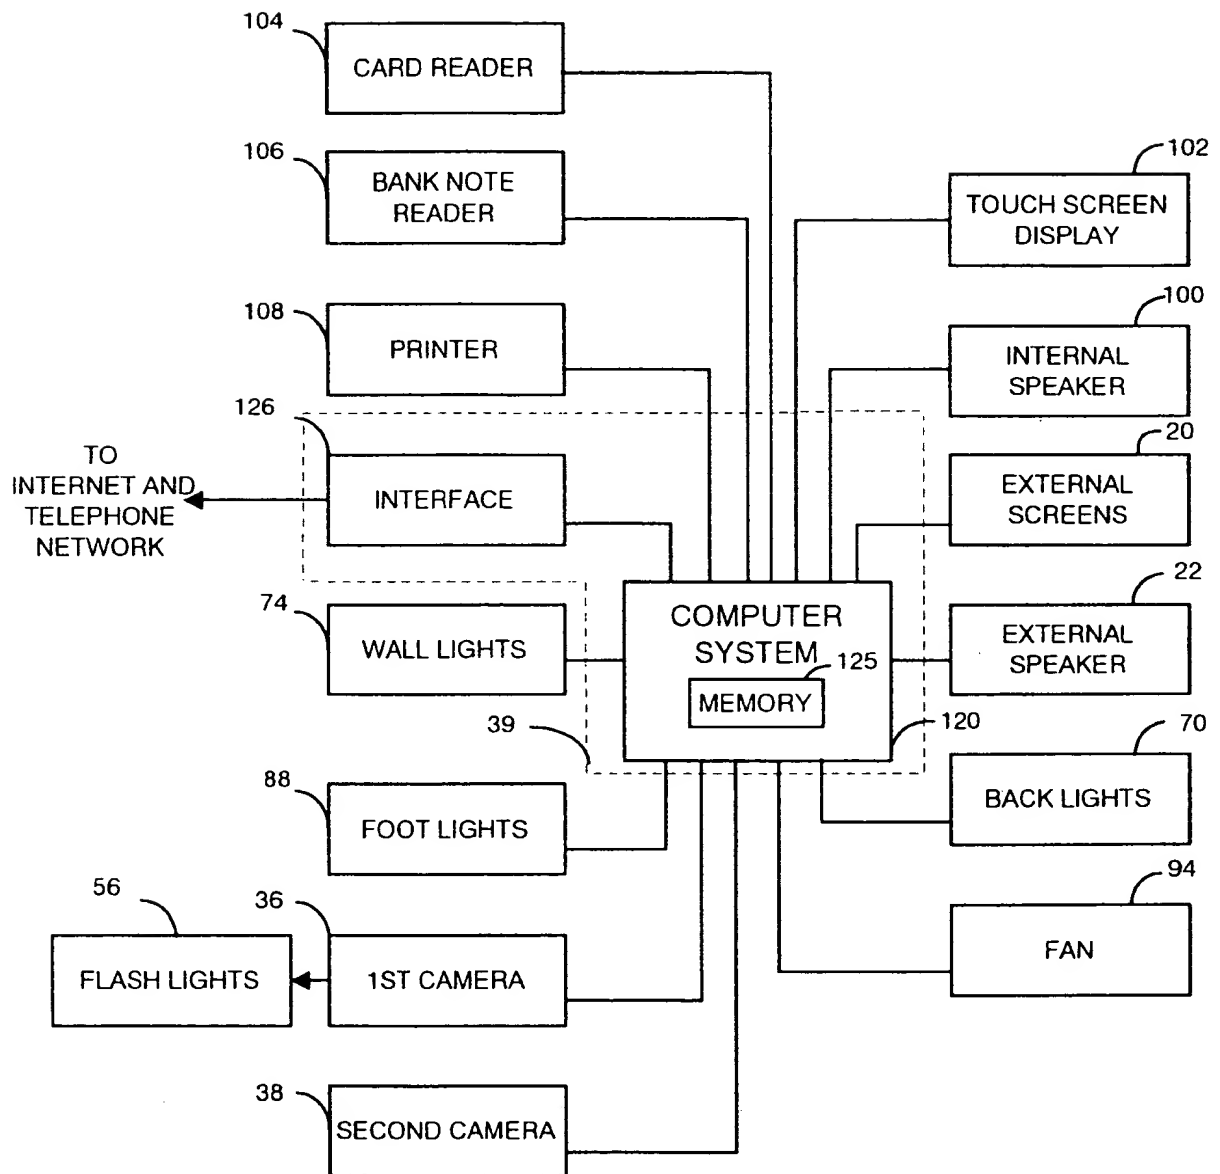 104
CARD READER
106
BANK NOTE
READER
102
TOUCH SCREEN
DISPLAY
108
PRINTER
100
INTERNAL
SPEAKER
126
INTERFACE
TO
INTERNET AND
TELEPHONE
NETWORK
20
EXTERNAL
SCREENS
74
WALL LIGHTS
COMPUTER
SYSTEM
125
MEMORY
120
39
22
EXTERNAL
SPEAKER
88
FOOT LIGHTS
70
BACK LIGHTS
56
FLASH LIGHTS
36
1ST CAMERA
94
FAN
38
SECOND CAMERA